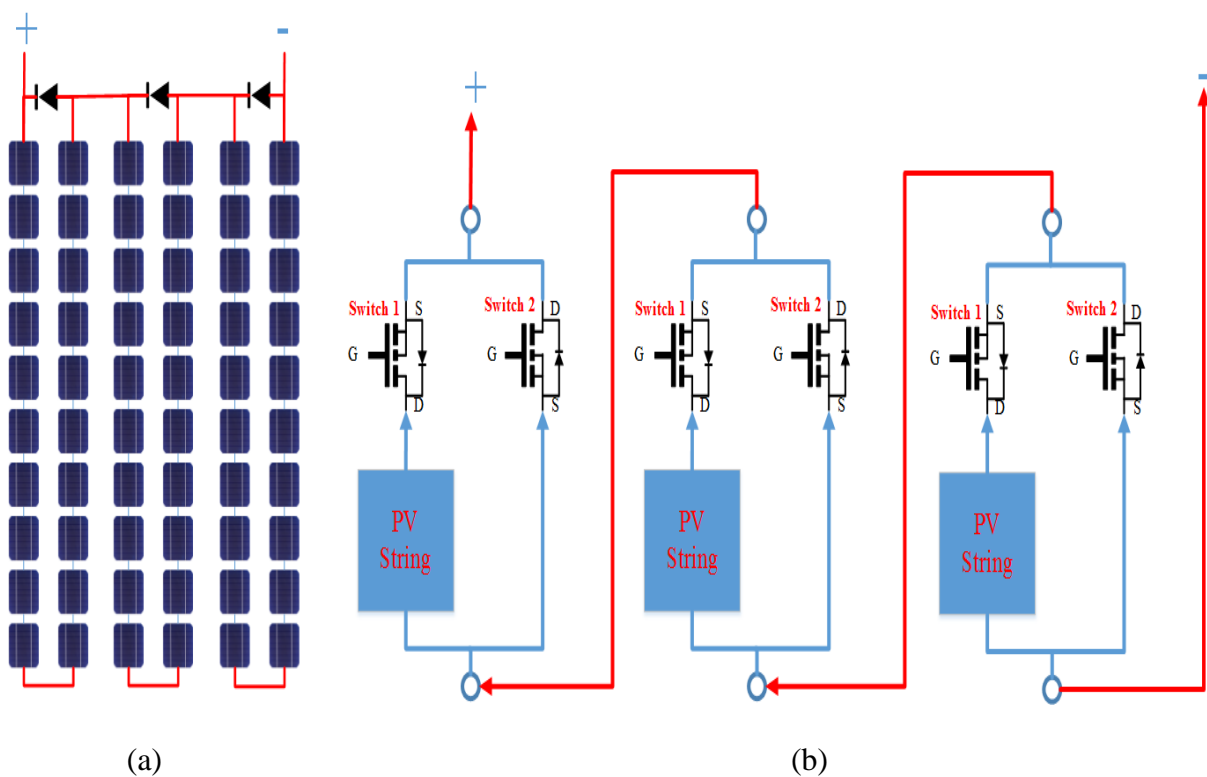 + -
+
-
Switch 1 S Switch 2 D
G G
D S
PV
String
Switch 1 S Switch 2 D
G G
D S
PV
String
Switch 1 S Switch 2 D
G G
D S
PV
String
(a) (b)